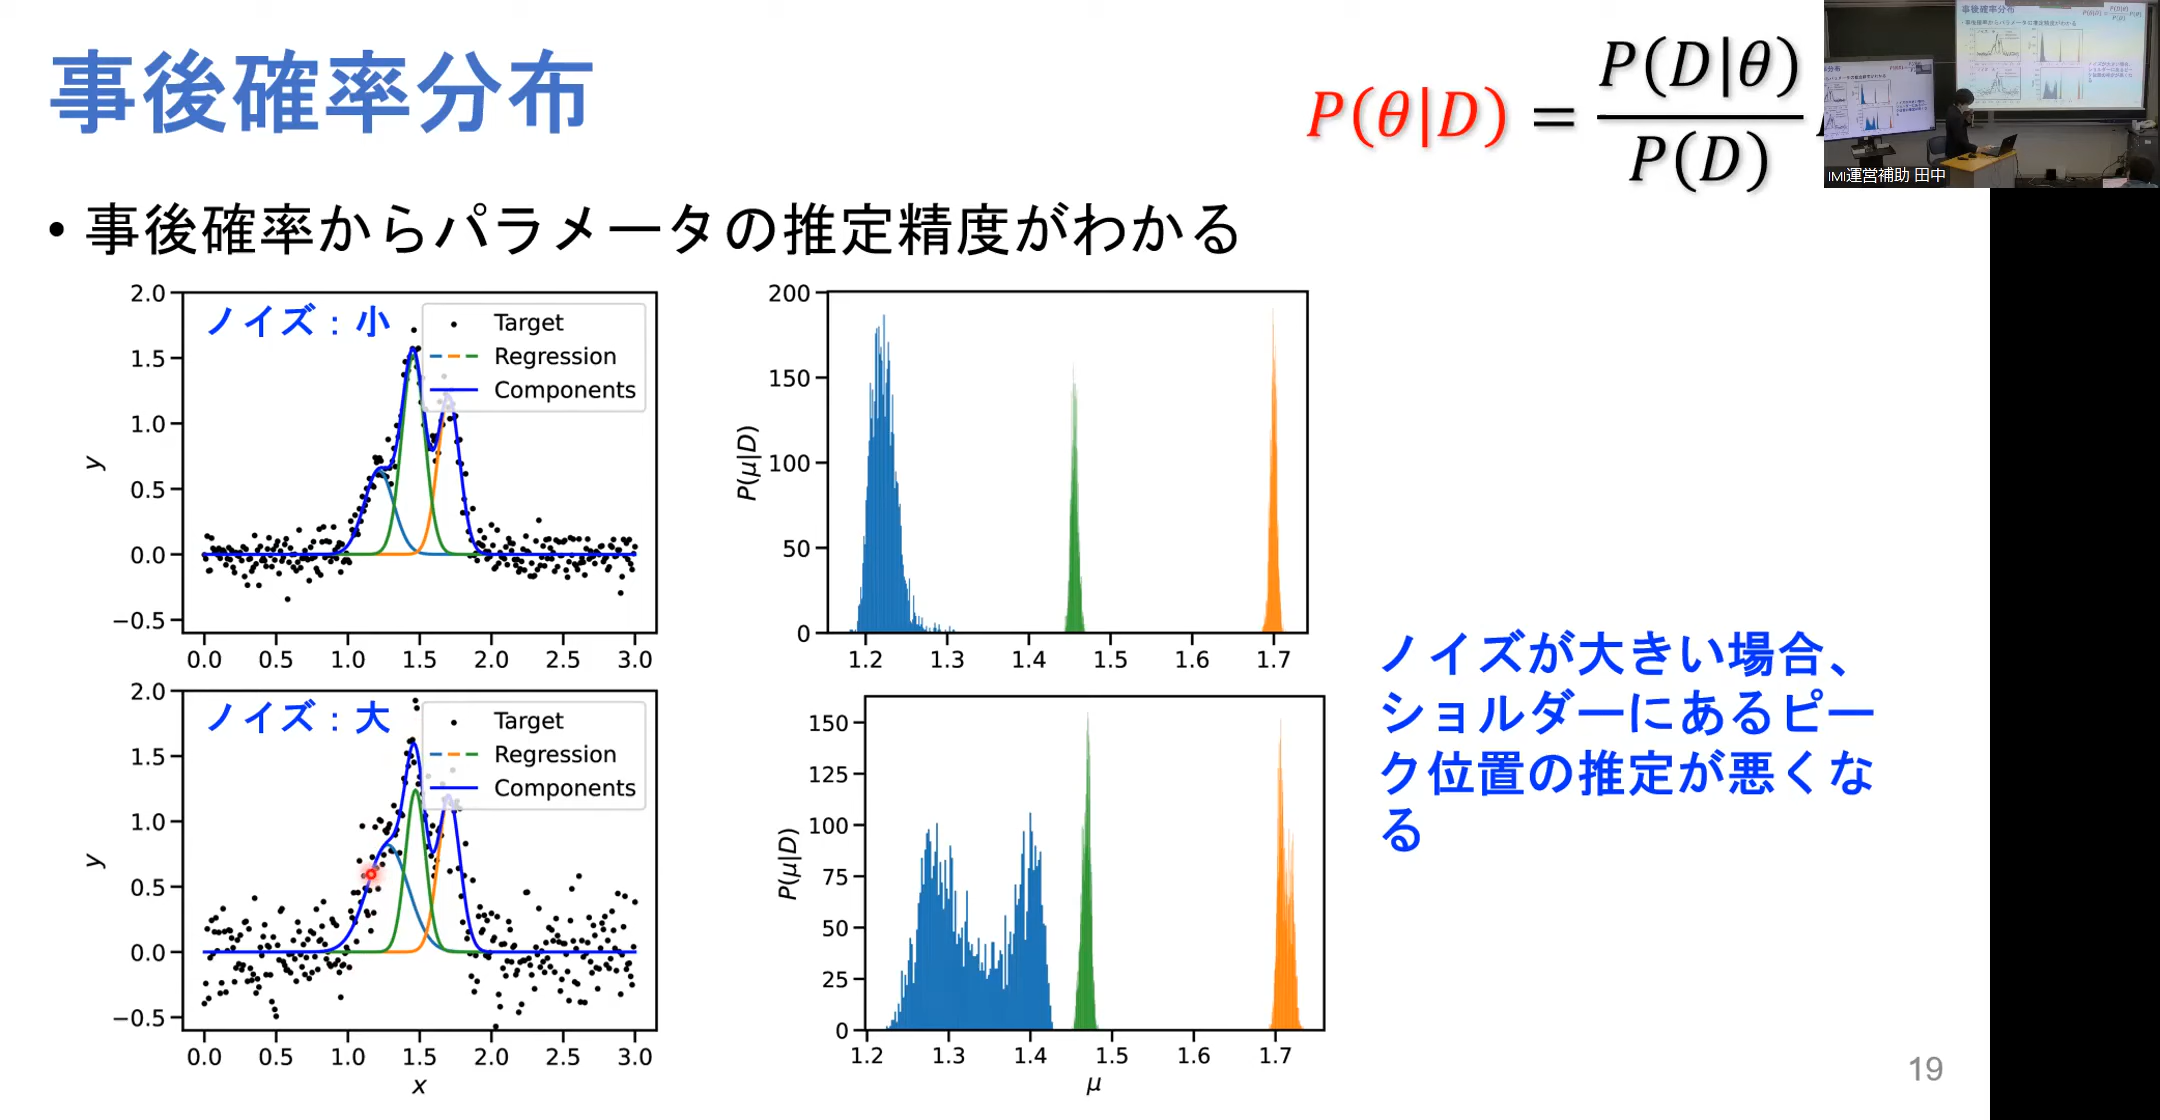 事後確率分布
P(θ|D) = P(D|θ) / P(D)
IMI運営補助 田中
• 事後確率からパラメータの推定精度がわかる
2.0
1.5
1.0
0.5
0.0
−0.5
y
ノイズ：小
Target
Regression
Components
0.0 0.5 1.0 1.5 2.0 2.5 3.0
200
150
100
50
0
P(μ|D)
1.2 1.3 1.4 1.5 1.6 1.7
2.0
1.5
1.0
0.5
0.0
−0.5
y
ノイズ：大
Target
Regression
Components
0.0 0.5 1.0 1.5 2.0 2.5 3.0
x
150
125
100
75
50
25
0
P(μ|D)
1.2 1.3 1.4 1.5 1.6 1.7
μ
ノイズが大きい場合、
ショルダーにあるピー
ク位置の推定が悪くな
る
19